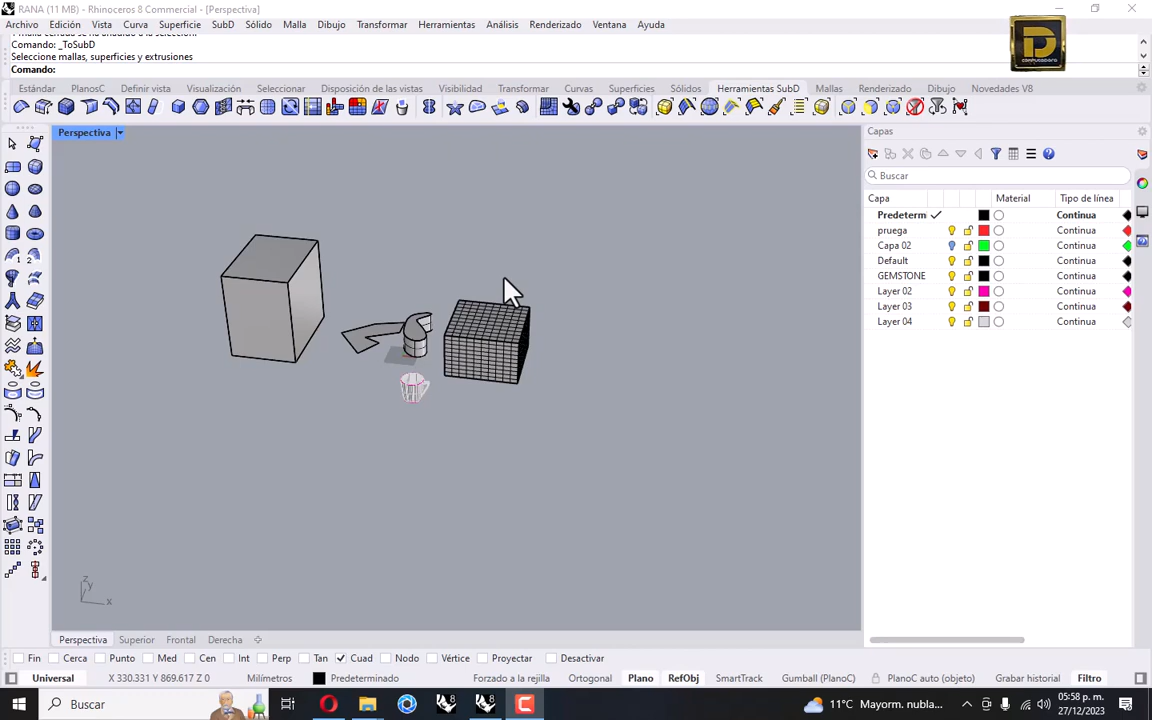 RANA (11 MB) - Rhinoceros 8 Commercial - [Perspectiva]
Archivo Edición Vista Curva Superficie SubD Sólido Malla Dibujo Transformar Herramientas Análisis Renderizado Ventana Ayuda
Comando: _ToSubD
Seleccione mallas, superficies y extrusiones
Comando:
D
computadora
Estándar PlanosC Definir vista Visualización Seleccionar Disposición de las vistas Visibilidad Transformar Curvas Superficies Sólidos Herramientas SubD Mallas Renderizado Dibujo Novedades V8
Perspectiva
Capas
Buscar
Capa Material Tipo de línea
Predeterm Continua
pruega Continua
Capa 02 Continua
Default Continua
GEMSTONE Continua
Layer 02 Continua
Layer 03 Continua
Layer 04 Continua
z
y
x
Perspectiva Superior Frontal Derecha
Fin Cerca Punto Med Cen Int Perp Tan Cuad Nodo Vértice Proyectar Desactivar
Universal X 330.331 Y 869.617 Z 0 Milímetros Predeterminado Forzado a la rejilla Ortogonal Plano RefObj SmartTrack Gumball (PlanoC) PlanoC auto (objeto) Grabar historial Filtro
Buscar 11°C Mayorm. nubla... 05:58 p. m.
27/12/2023